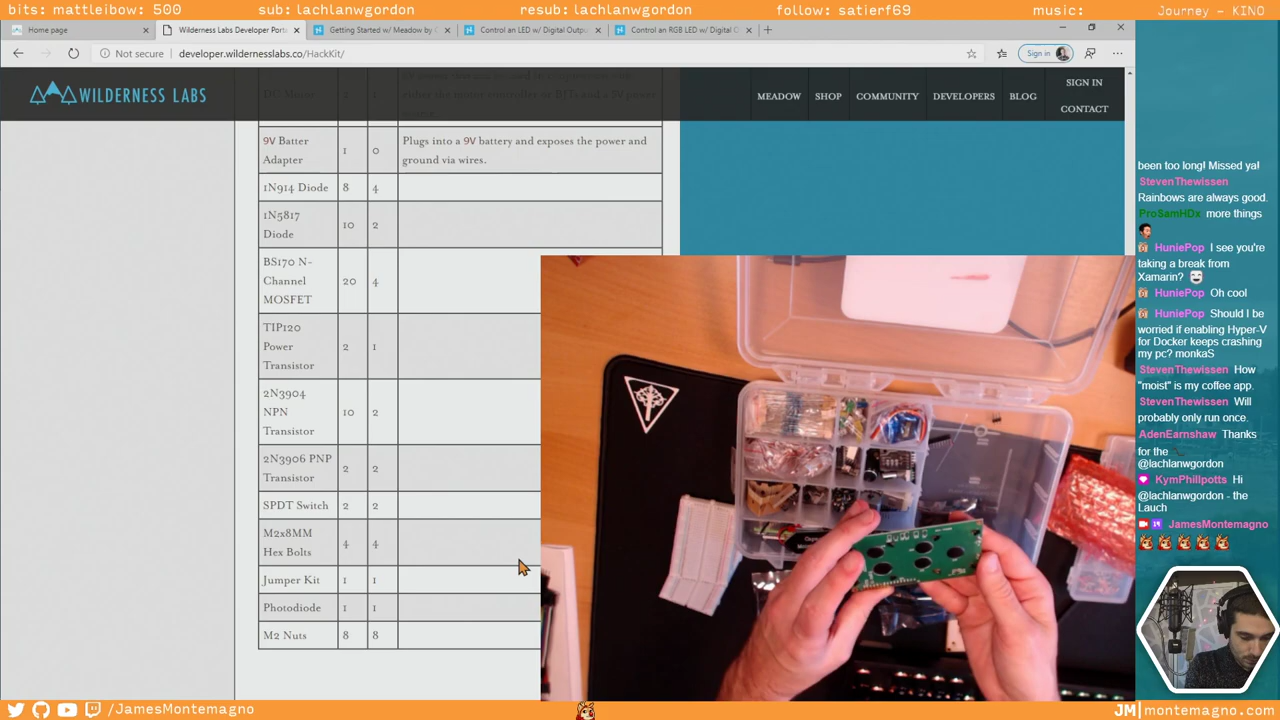 bits: mattleibow: 500
sub: lachlanwgordon
resub: lachlanwgordon
follow: satierf69
music:
Journey - KINO
Home page
Wilderness Labs Developer Port
Getting Started w/ Meadow by
Control an LED w/ Digital Outpu
Control an RGB LED w/ Digital O
Not secure
developer.wildernesslabs.co/HackKit/
Sign in
WILDERNESS LABS
MEADOW
SHOP
COMMUNITY
DEVELOPERS
BLOG
SIGN IN
CONTACT
9V Batter
Adapter
1
0
Plugs into a 9V battery and exposes the power and
ground via wires.
1N914 Diode
8
4
1N5817
Diode
10
2
BS170 N-
Channel
MOSFET
20
4
TIP120
Power
Transistor
2
1
2N3904
NPN
Transistor
10
2
2N3906 PNP
Transistor
2
2
SPDT Switch
2
2
M2x8MM
Hex Bolts
4
4
Jumper Kit
1
1
Photodiode
1
1
M2 Nuts
8
8
been too long! Missed ya!
StevenThewissen
Rainbows are always good.
ProSamHDx more things
HuniePop I see you're
taking a break from
Xamarin?
HuniePop Oh cool
HuniePop Should I be
worried if enabling Hyper-V
for Docker keeps crashing
my pc? monkaS
StevenThewissen How
"moist" is my coffee app.
StevenThewissen Will
probably only run once.
AdenEarnshaw Thanks
for the
@lachlanwgordon
KymPhillpotts Hi
@lachlanwgordon - the
Lauch
JamesMontemagno
/JamesMontemagno
JM
montemagno.com